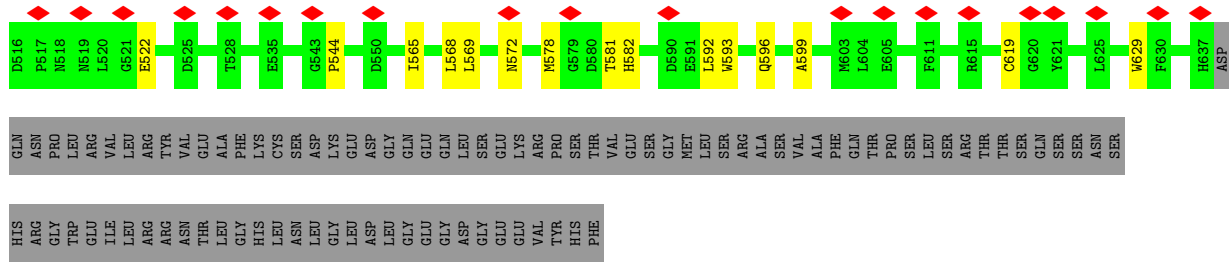 D516 P517 N518 N519 L520 G521 E522 D525 T528 E535 G543 P544 D550 I565 L568 L569 N572 M578 G579 D580 T581 H582 D590 E591 L592 W593 Q596 A599 M603 L604 E605 F611 R615 C619 G620 Y621 L625 W629 F630 H637 ASP
GLN ASN PRO LEU ARG VAL LEU ARG TYR VAL GLU ALA PHE LYS CYS SER ASP LYS GLU ASP GLY GLN GLU GLN LEU SER GLU LYS ARG PRO SER THR VAL GLU SER GLY MET LEU SER ARG ALA SER VAL ALA PHE GLN THR PRO SER LEU SER ARG THR THR SER GLN SER SER ASN SER
HIS ARG GLY TRP GLU ILE LEU ARG ARG ASN THR LEU GLY HIS LEU ASN LEU GLY LEU ASP LEU GLY GLU GLY ASP GLY GLU GLU VAL TYR HIS PHE